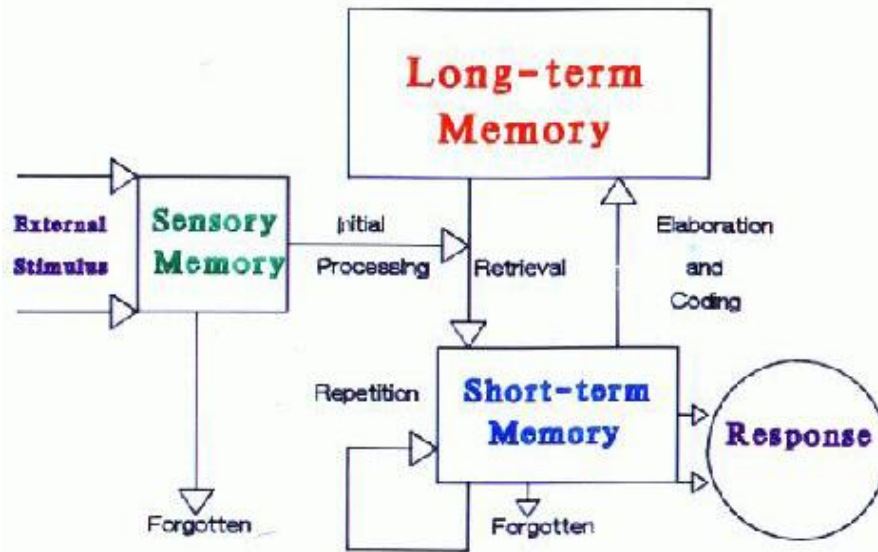 Long-term
Memory
External
Stimulus
Sensory
Memory
Initial
Processing
Retrieval
Elaboration
and
Coding
Repetition
Short-term
Memory
Response
Forgotten
Forgotten